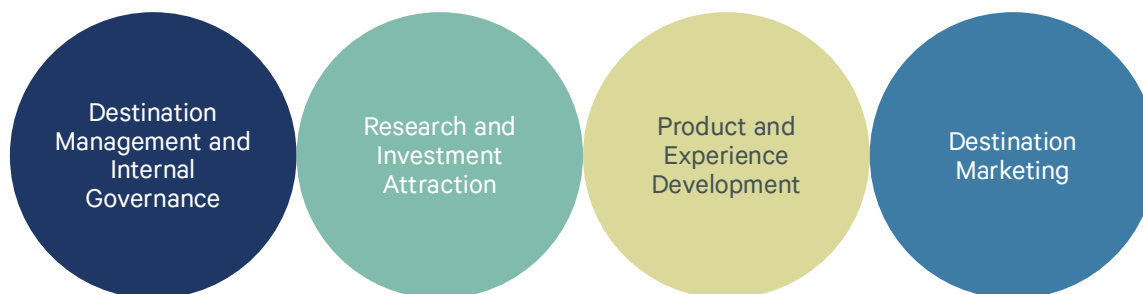 Destination
Management and
Internal
Governance
Research and
Investment
Attraction
Product and
Experience
Development
Destination
Marketing